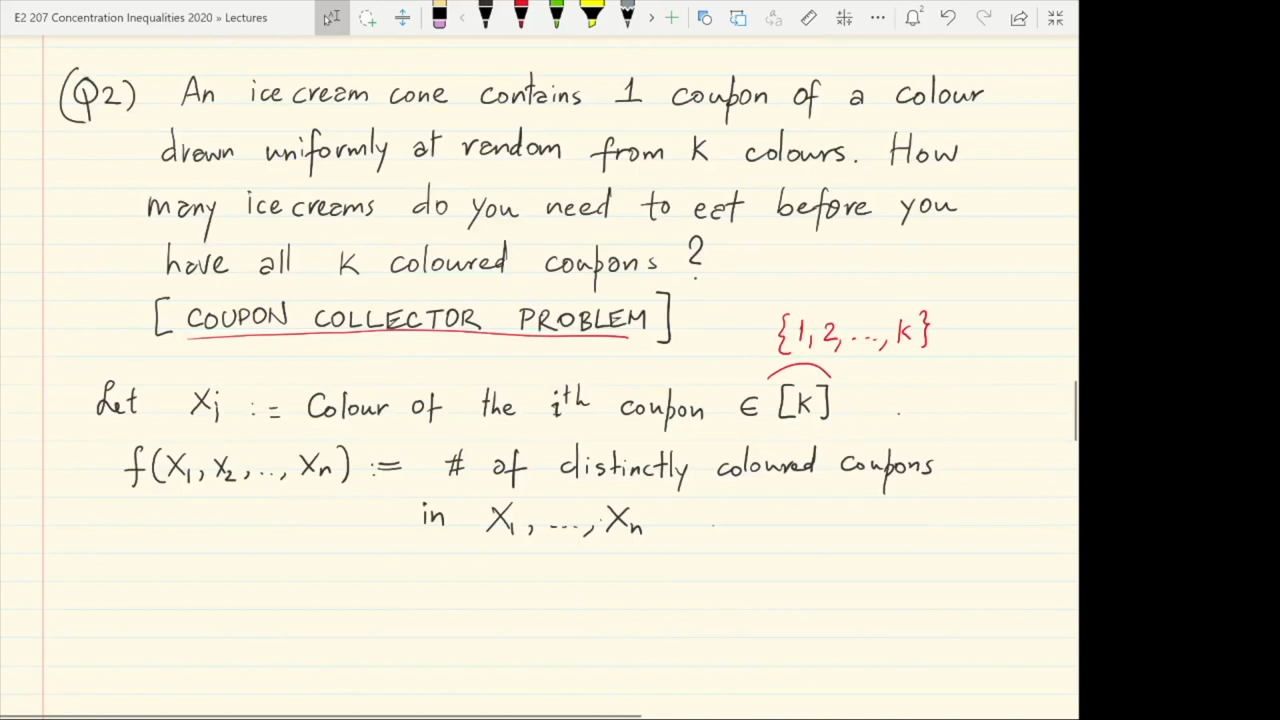 E2 207 Concentration Inequalities 2020 » Lectures
(Q2) An ice cream cone contains 1 coupon of a colour
drawn uniformly at random from K colours. How
many ice creams do you need to eat before you
have all K coloured coupons ?
[ COUPON COLLECTOR PROBLEM ]
{1, 2, ..., K}
Let Xi := Colour of the ith coupon ∈ [K]
f(X1, X2, .., Xn) := # of distinctly coloured coupons
in X1, ..., Xn